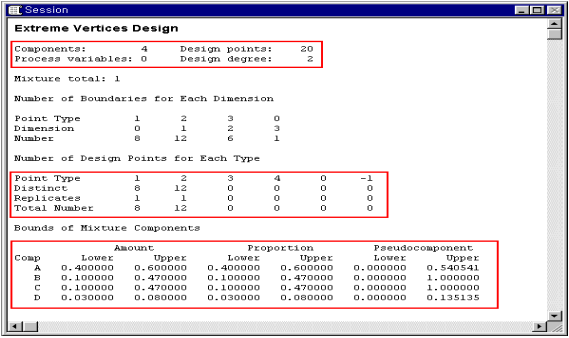 Session
Extreme Vertices Design
Components: 4 Design points: 20
Process variables: 0 Design degree: 2
Mixture total: 1
Number of Boundaries for Each Dimension
Point Type 1 2 3 0
Dimension 0 1 2 3
Number 8 12 6 1
Number of Design Points for Each Type
Point Type 1 2 3 4 0 -1
Distinct 8 12 0 0 0 0
Replicates 1 1 0 0 0 0
Total Number 8 12 0 0 0 0
Bounds of Mixture Components
Amount Proportion Pseudocomponent
Comp Lower Upper Lower Upper Lower Upper
A 0.400000 0.600000 0.400000 0.600000 0.000000 0.540541
B 0.100000 0.470000 0.100000 0.470000 0.000000 1.000000
C 0.100000 0.470000 0.100000 0.470000 0.000000 1.000000
D 0.030000 0.080000 0.030000 0.080000 0.000000 0.135135